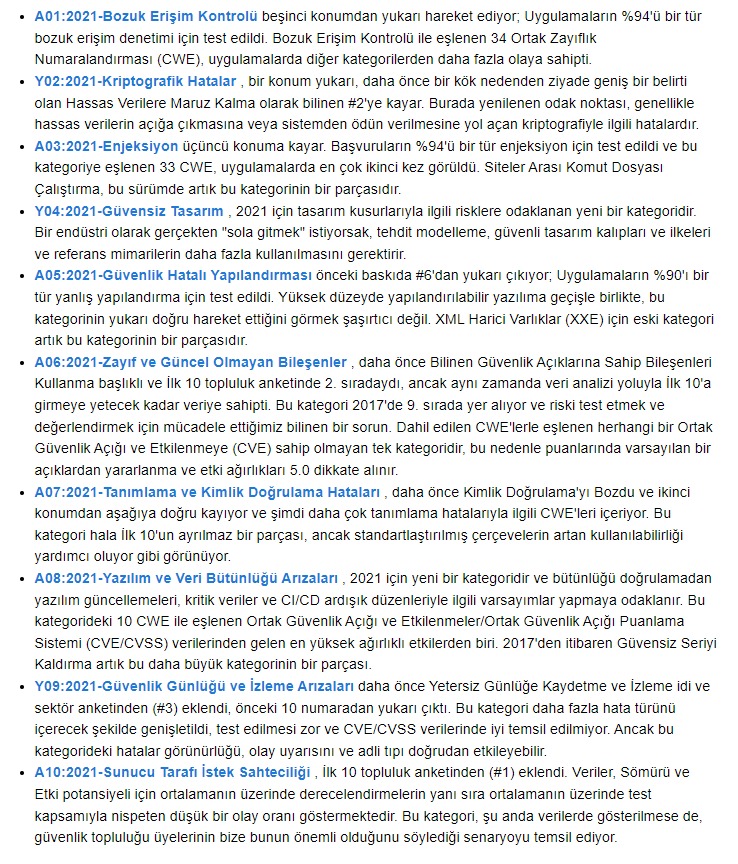 A01:2021-Bozuk Erişim Kontrolü beşinci konumdan yukarı hareket ediyor; Uygulamaların %94'ü bir tür
bozuk erişim denetimi için test edildi. Bozuk Erişim Kontrolü ile eşlenen 34 Ortak Zayıflık
Numaralandırması (CWE), uygulamalarda diğer kategorilerden daha fazla olaya sahipti.
Y02:2021-Kriptografik Hatalar , bir konum yukarı, daha önce bir kök nedenden ziyade geniş bir belirti
olan Hassas Verilere Maruz Kalma olarak bilinen #2'ye kayar. Burada yenilenen odak noktası, genellikle
hassas verilerin açığa çıkmasına veya sistemden ödün verilmesine yol açan kriptografiyle ilgili hatalardır.
A03:2021-Enjeksiyon üçüncü konuma kayar. Başvuruların %94'ü bir tür enjeksiyon için test edildi ve bu
kategoriye eşlenen 33 CWE, uygulamalarda en çok ikinci kez görüldü. Siteler Arası Komut Dosyası
Çalıştırma, bu sürümde artık bu kategorinin bir parçasıdır.
Y04:2021-Güvensiz Tasarım , 2021 için tasarım kusurlarıyla ilgili risklere odaklanan yeni bir kategoridir.
Bir endüstri olarak gerçekten "sola gitmek" istiyorsak, tehdit modelleme, güvenli tasarım kalıpları ve ilkeleri
ve referans mimarilerin daha fazla kullanılmasını gerektirir.
A05:2021-Güvenlik Hatalı Yapılandırması önceki baskıda #6'dan yukarı çıkıyor; Uygulamaların %90'ı bir
tür yanlış yapılandırma için test edildi. Yüksek düzeyde yapılandırılabilir yazılıma geçişle birlikte, bu
kategorinin yukarı doğru hareket ettiğini görmek şaşırtıcı değil. XML Harici Varlıklar (XXE) için eski kategori
artık bu kategorinin bir parçasıdır.
A06:2021-Zayıf ve Güncel Olmayan Bileşenler , daha önce Bilinen Güvenlik Açıklarına Sahip Bileşenleri
Kullanma başlıklı ve İlk 10 topluluk anketinde 2. sıradaydı, ancak aynı zamanda veri analizi yoluyla İlk 10'a
girmeye yetecek kadar veriye sahipti. Bu kategori 2017'de 9. sırada yer alıyor ve riski test etmek ve
değerlendirmek için mücadele ettiğimiz bilinen bir sorun. Dahil edilen CWE'lerle eşlenen herhangi bir Ortak
Güvenlik Açığı ve Etkilenmeye (CVE) sahip olmayan tek kategoridir, bu nedenle puanlarında varsayılan bir
açıklardan yararlanma ve etki ağırlıkları 5.0 dikkate alınır.
A07:2021-Tanımlama ve Kimlik Doğrulama Hataları , daha önce Kimlik Doğrulama'yı Bozdu ve ikinci
konumdan aşağıya doğru kayıyor ve şimdi daha çok tanımlama hatalarıyla ilgili CWE'leri içeriyor. Bu
kategori hala İlk 10'un ayrılmaz bir parçası, ancak standartlaştırılmış çerçevelerin artan kullanılabilirliği
yardımcı oluyor gibi görünüyor.
A08:2021-Yazılım ve Veri Bütünlüğü Arızaları , 2021 için yeni bir kategoridir ve bütünlüğü doğrulamadan
yazılım güncellemeleri, kritik veriler ve CI/CD ardışık düzenleriyle ilgili varsayımlar yapmaya odaklanır. Bu
kategorideki 10 CWE ile eşlenen Ortak Güvenlik Açığı ve Etkilenmeler/Ortak Güvenlik Açığı Puanlama
Sistemi (CVE/CVSS) verilerinden gelen en yüksek ağırlıklı etkilerden biri. 2017'den itibaren Güvensiz Seriyi
Kaldırma artık bu daha büyük kategorinin bir parçası.
Y09:2021-Güvenlik Günlüğü ve İzleme Arızaları daha önce Yetersiz Günlüğe Kaydetme ve İzleme idi ve
sektör anketinden (#3) eklendi, önceki 10 numaradan yukarı çıktı. Bu kategori daha fazla hata türünü
içerecek şekilde genişletildi, test edilmesi zor ve CVE/CVSS verilerinde iyi temsil edilmiyor. Ancak bu
kategorideki hatalar görünürlüğü, olay uyarısını ve adli tıpı doğrudan etkileyebilir.
A10:2021-Sunucu Tarafı İstek Sahteciliği , İlk 10 topluluk anketinden (#1) eklendi. Veriler, Sömürü ve
Etki potansiyeli için ortalamanın üzerinde derecelendirmelerin yanı sıra ortalamanın üzerinde test
kapsamıyla nispeten düşük bir olay oranı göstermektedir. Bu kategori, şu anda verilerde gösterilmese de,
güvenlik topluluğu üyelerinin bize bunun önemli olduğunu söylediği senaryoyu temsil ediyor.